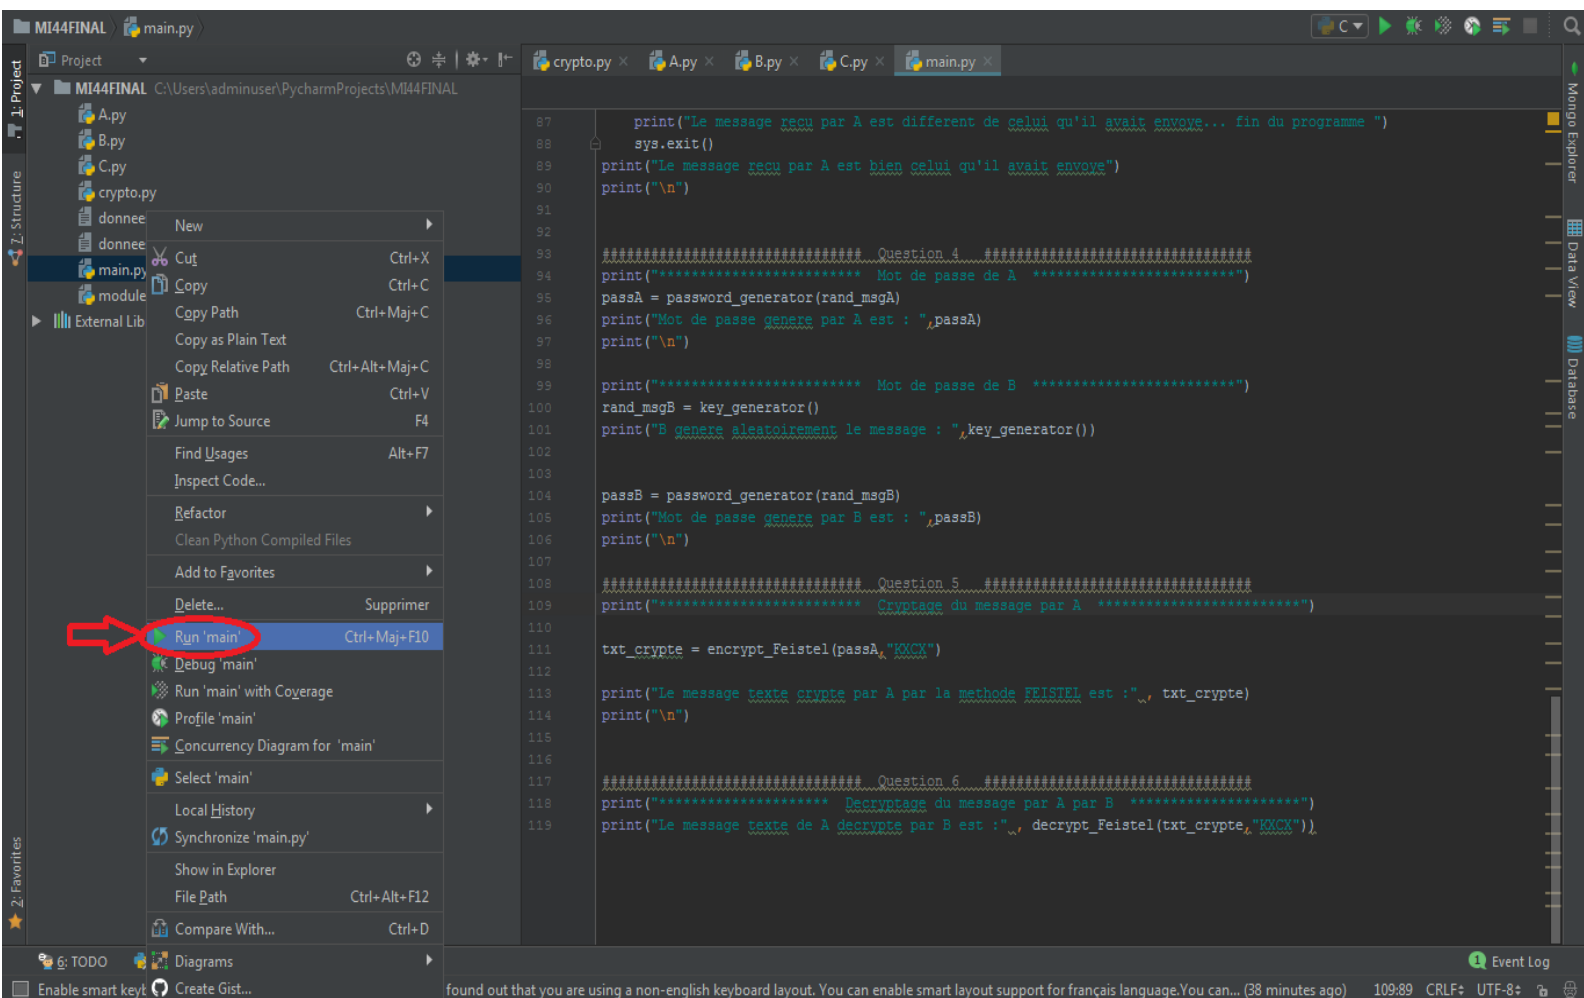 MI44FINAL main.py
C
Project
crypto.py A.py B.py C.py main.py
1: Project
7: Structure
2: Favorites
MI44FINAL C:\Users\adminuser\PycharmProjects\MI44FINAL
A.py
B.py
C.py
crypto.py
donnee
donnee
main.py
module
External Lib
New
Cut Ctrl+X
Copy Ctrl+C
Copy Path Ctrl+Maj+C
Copy as Plain Text
Copy Relative Path Ctrl+Alt+Maj+C
Paste Ctrl+V
Jump to Source F4
Find Usages Alt+F7
Inspect Code...
Refactor
Clean Python Compiled Files
Add to Favorites
Delete... Supprimer
Run 'main' Ctrl+Maj+F10
Debug 'main'
Run 'main' with Coverage
Profile 'main'
Concurrency Diagram for 'main'
Select 'main'
Local History
Synchronize 'main.py'
Show in Explorer
File Path Ctrl+Alt+F12
Compare With... Ctrl+D
Diagrams
Create Gist...
87 print("Le message recu par A est different de celui qu'il avait envoye... fin du programme ")
88 sys.exit()
89 print("Le message recu par A est bien celui qu'il avait envoye")
90 print("\n")
91
92
93 ################################ Question 4 #################################
94 print("************************* Mot de passe de A *************************")
95 passA = password_generator(rand_msgA)
96 print("Mot de passe genere par A est : ",passA)
97 print("\n")
98
99 print("************************* Mot de passe de B *************************")
100 rand_msgB = key_generator()
101 print("B genere aleatoirement le message : ",key_generator())
102
103
104 passB = password_generator(rand_msgB)
105 print("Mot de passe genere par B est : ",passB)
106 print("\n")
107
108 ################################ Question 5 #################################
109 print("************************* Cryptage du message par A *************************")
110
111 txt_crypte = encrypt_Feistel(passA,"KXCX")
112
113 print("Le message texte crypte par A par la methode FEISTEL est :" , txt_crypte)
114 print("\n")
115
116
117 ################################ Question 6 #################################
118 print("********************* Decryptage du message par A par B *********************")
119 print("Le message texte de A decrypte par B est :" , decrypt_Feistel(txt_crypte,"KXCX"))
Mongo Explorer
Data View
Database
6: TODO
1 Event Log
Enable smart keyb
found out that you are using a non-english keyboard layout. You can enable smart layout support for français language.You can... (38 minutes ago) 109:89 CRLF UTF-8